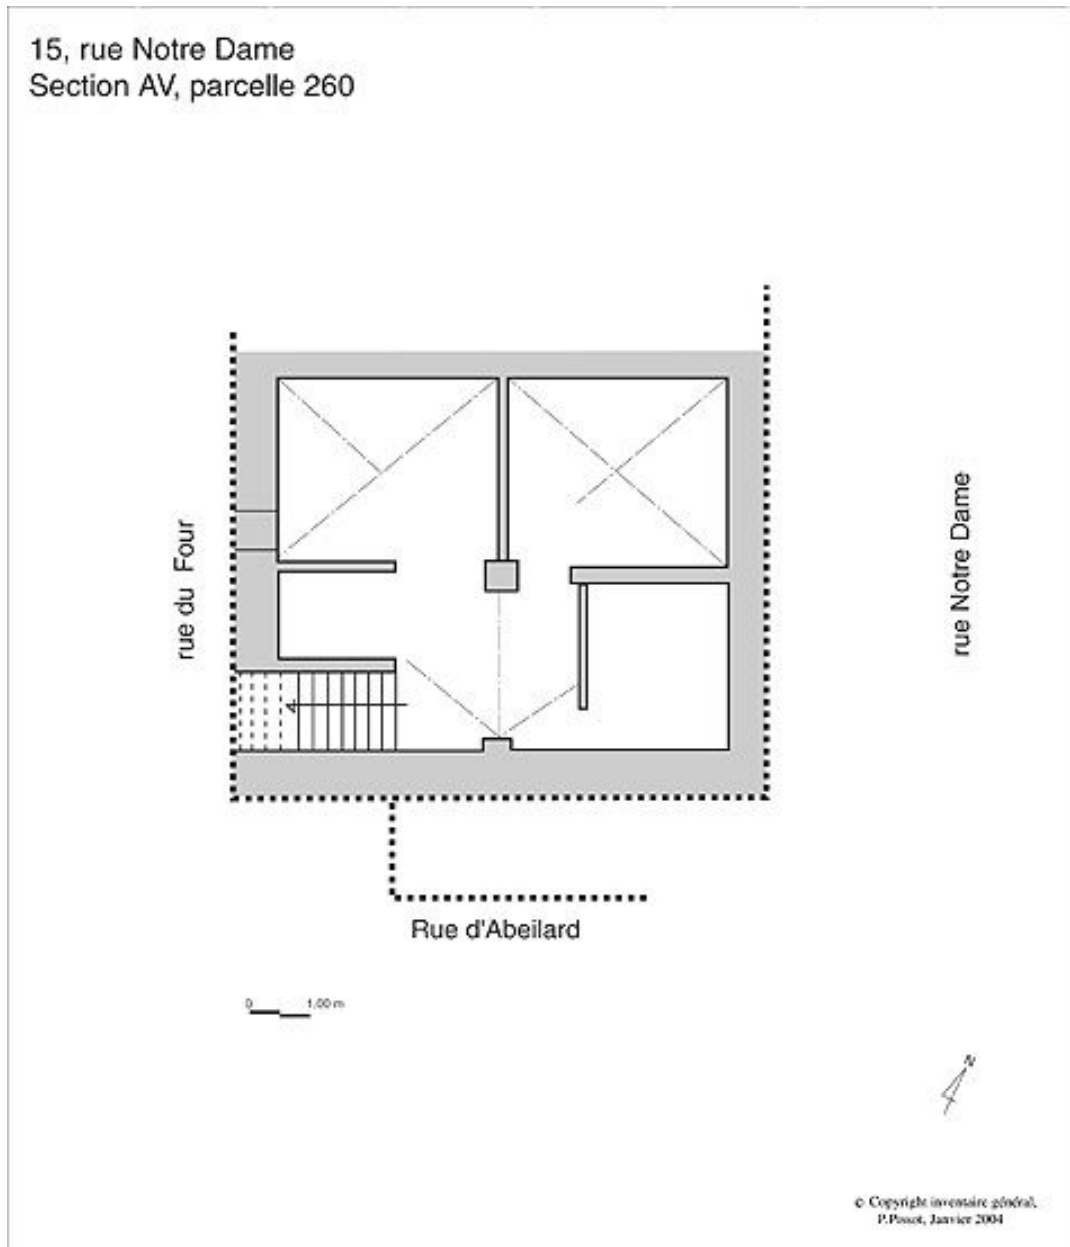 15, rue Notre Dame
Section AV, parcelle 260
rue du Four
rue Notre Dame
Rue d'Abeilard
0 1,00 m
N
© Copyright inventaire général,
P.Pissot, Janvier 2004